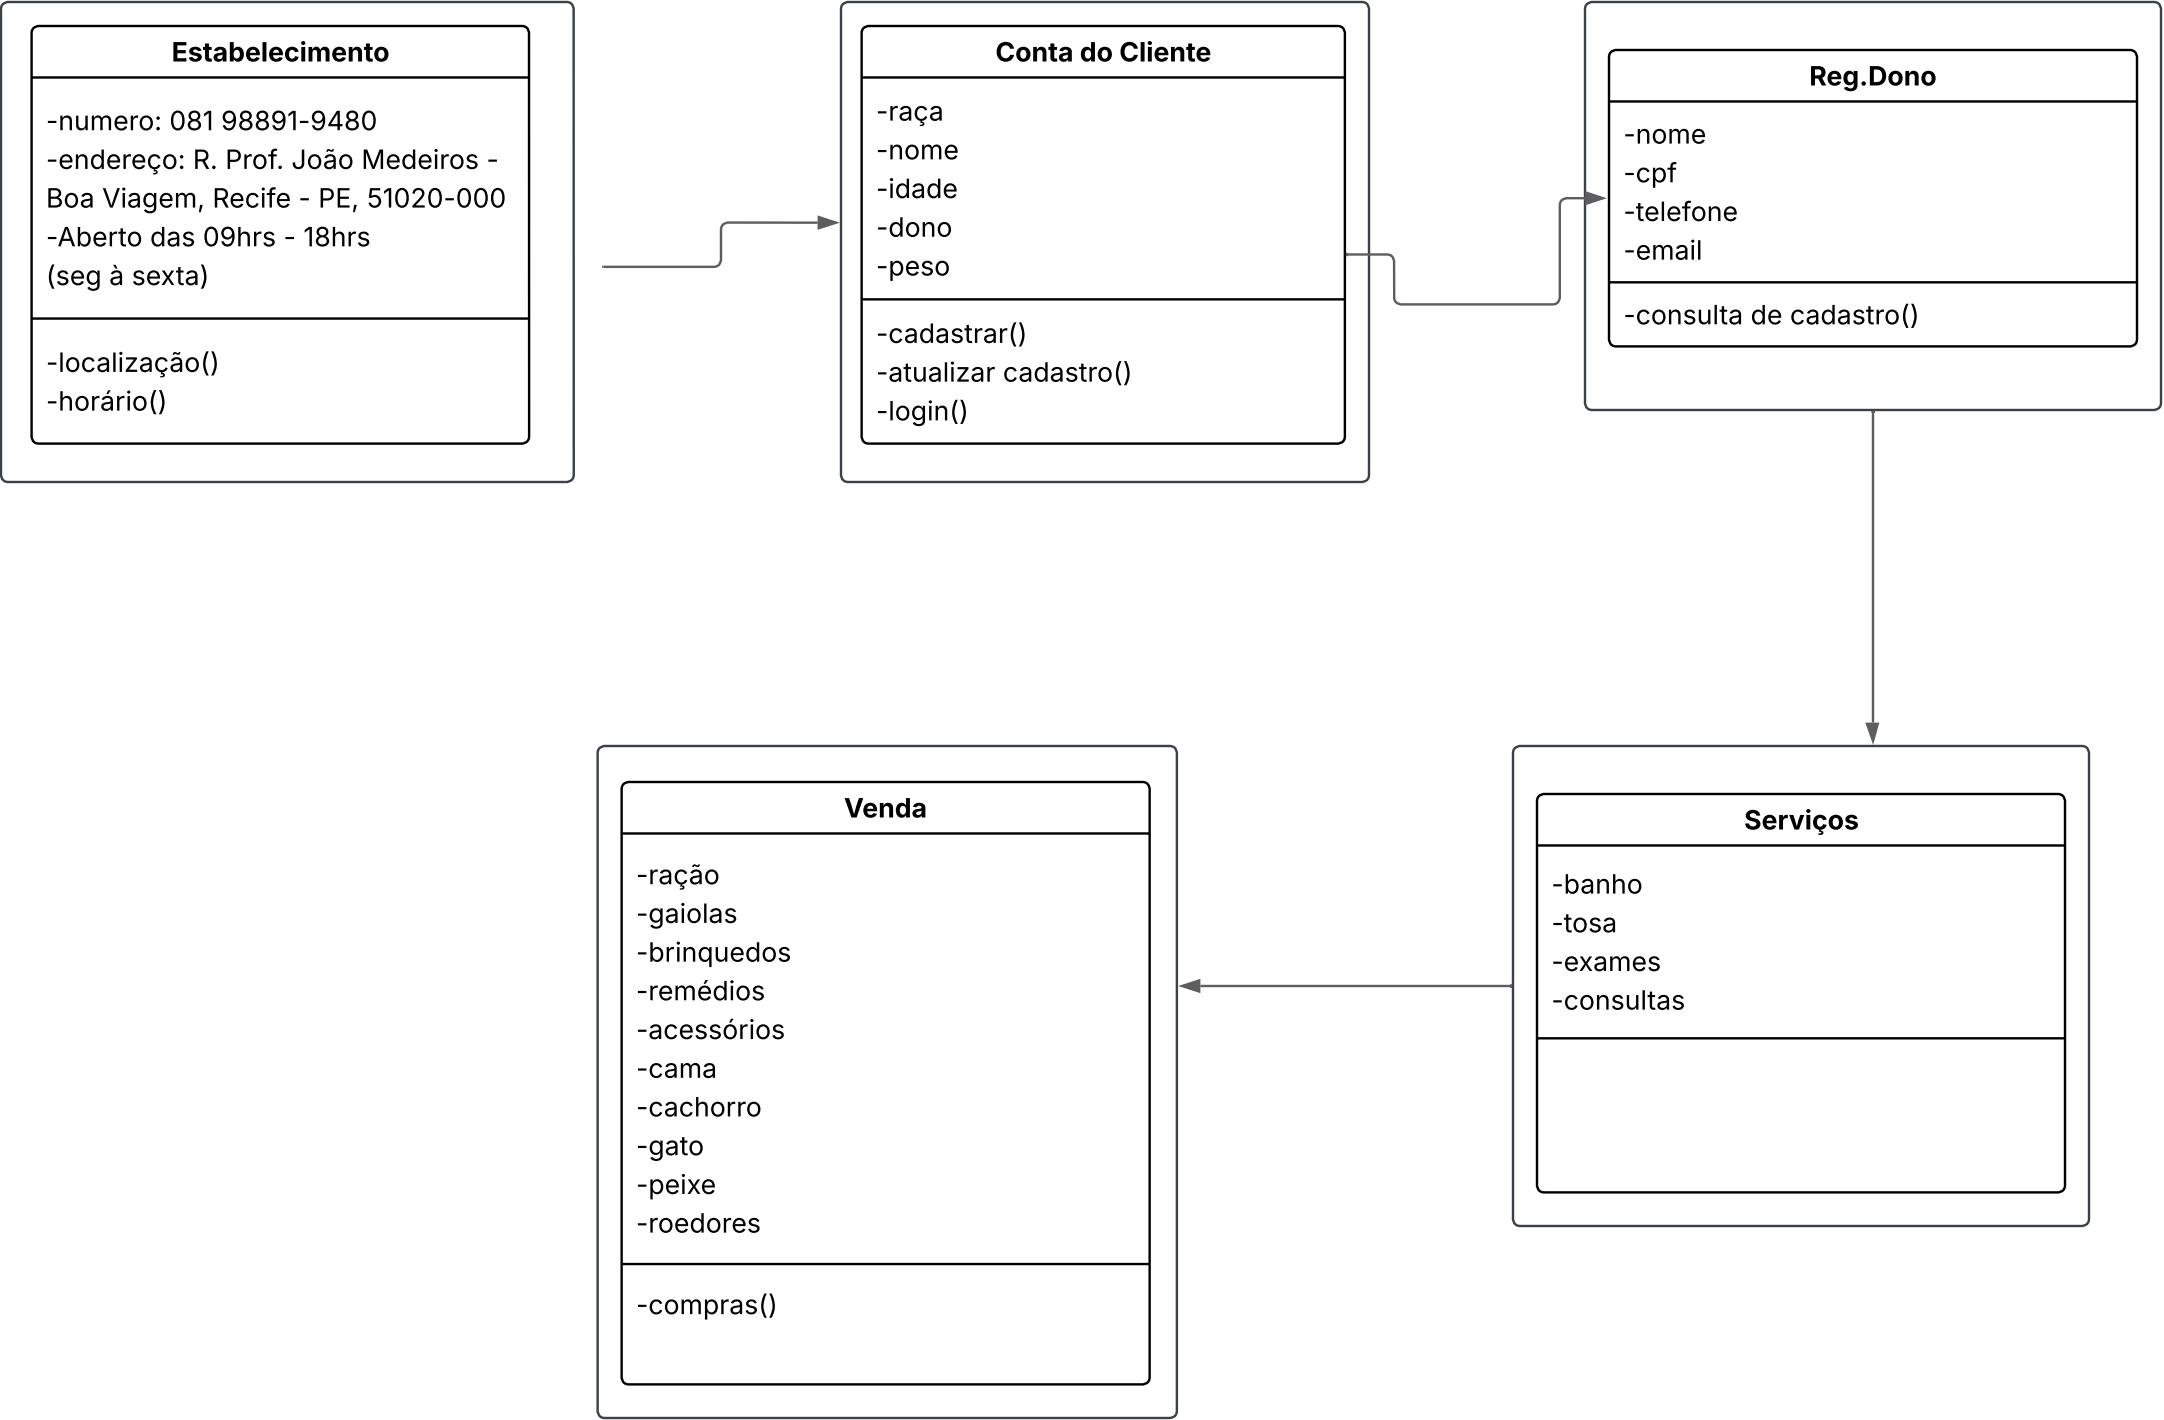 Estabelecimento
-numero: 081 98891-9480
-endereço: R. Prof. João Medeiros -
Boa Viagem, Recife - PE, 51020-000
-Aberto das 09hrs - 18hrs
(seg à sexta)
-localização()
-horário()
Conta do Cliente
-raça
-nome
-idade
-dono
-peso
-cadastrar()
-atualizar cadastro()
-login()
Reg.Dono
-nome
-cpf
-telefone
-email
-consulta de cadastro()
Venda
-ração
-gaiolas
-brinquedos
-remédios
-acessórios
-cama
-cachorro
-gato
-peixe
-roedores
-compras()
Serviços
-banho
-tosa
-exames
-consultas